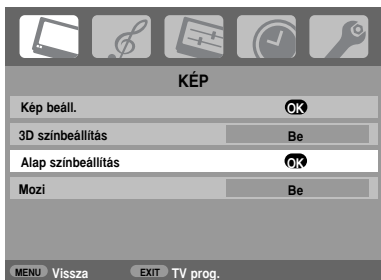 KÉP
Kép beáll. OK
3D színbeállítás Be
Alap színbeállítás OK
Mozi Be
MENU Vissza EXIT TV prog.